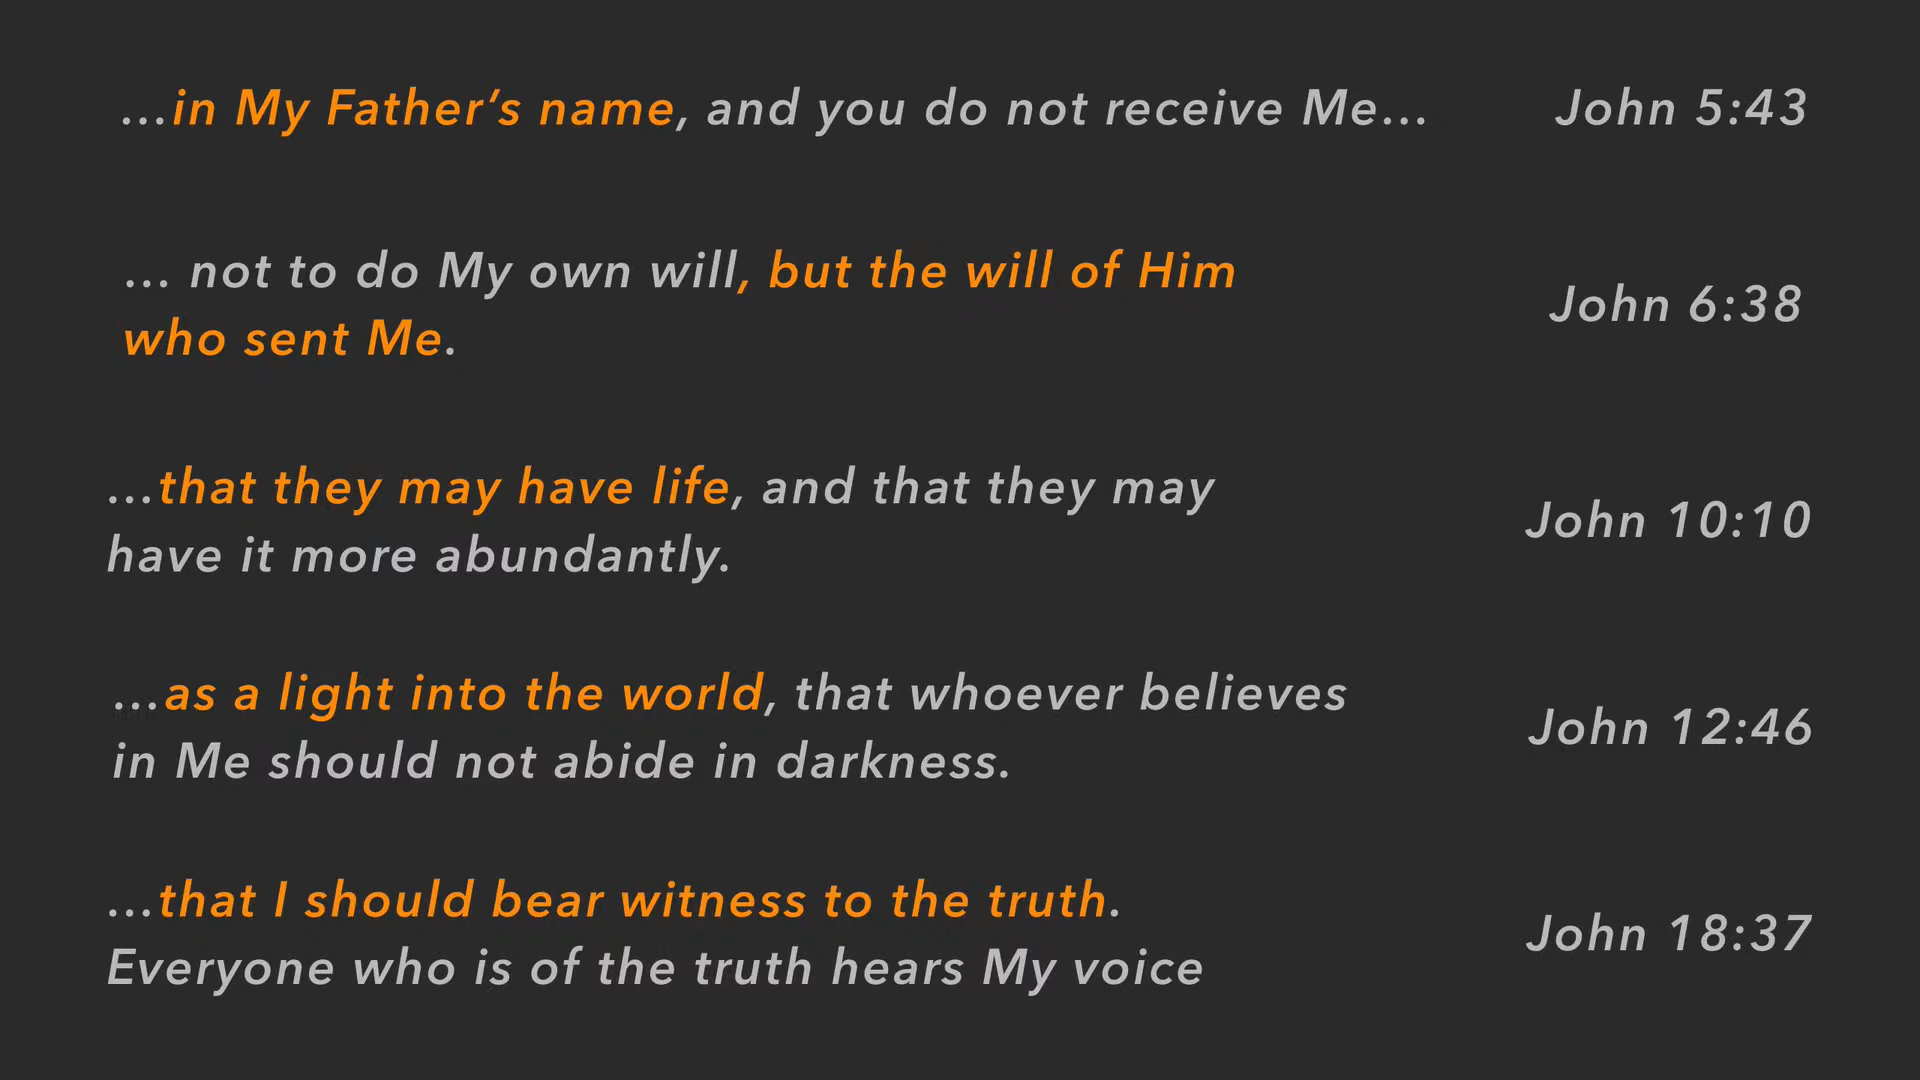 …in My Father’s name, and you do not receive Me… John 5:43
… not to do My own will, but the will of Him
who sent Me.
John 6:38
…that they may have life, and that they may
have it more abundantly.
John 10:10
…as a light into the world, that whoever believes
in Me should not abide in darkness.
John 12:46
…that I should bear witness to the truth.
Everyone who is of the truth hears My voice
John 18:37